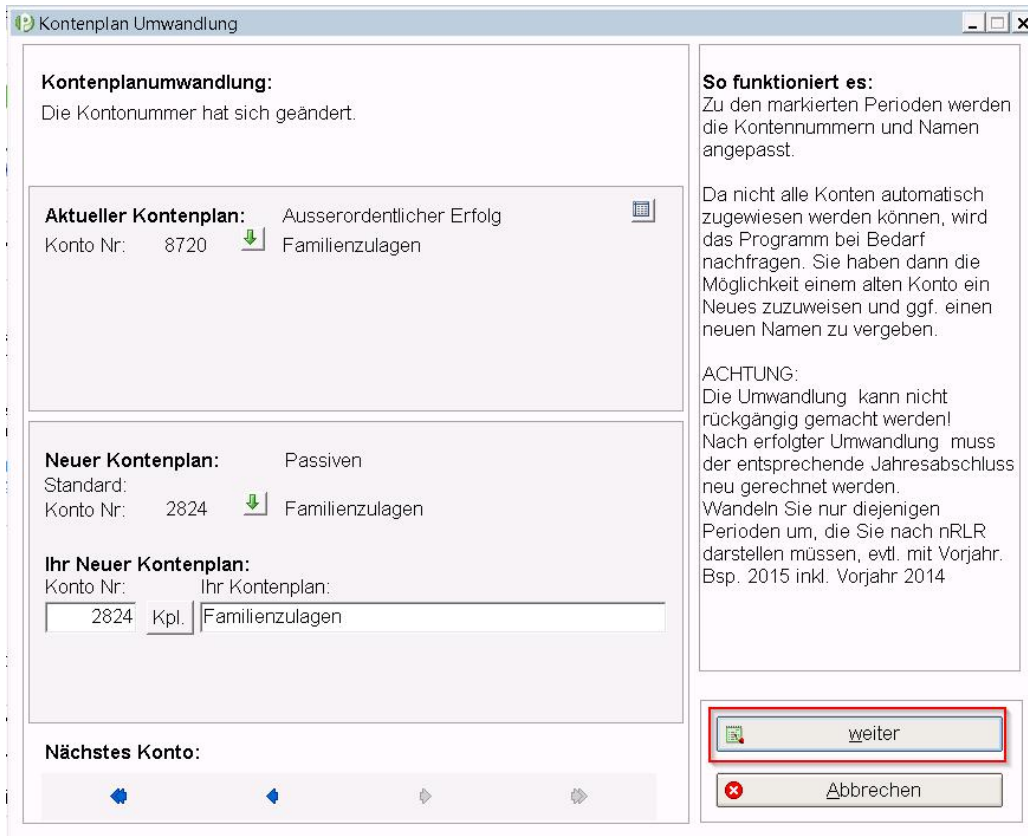 Kontenplan Umwandlung
Kontenplanumwandlung:
Die Kontonummer hat sich geändert.
Aktueller Kontenplan: Ausserordentlicher Erfolg
Konto Nr: 8720 Familienzulagen
Neuer Kontenplan: Passiven
Standard:
Konto Nr: 2824 Familienzulagen
Ihr Neuer Kontenplan:
Konto Nr: Ihr Kontenplan:
2824 Kpl. Familienzulagen
Nächstes Konto:
So funktioniert es:
Zu den markierten Perioden werden
die Kontennummern und Namen
angepasst.
Da nicht alle Konten automatisch
zugewiesen werden können, wird
das Programm bei Bedarf
nachfragen. Sie haben dann die
Möglichkeit einem alten Konto ein
Neues zuzuweisen und ggf. einen
neuen Namen zu vergeben.
ACHTUNG:
Die Umwandlung kann nicht
rückgängig gemacht werden!
Nach erfolgter Umwandlung muss
der entsprechende Jahresabschluss
neu gerechnet werden.
Wandeln Sie nur diejenigen
Perioden um, die Sie nach nRLR
darstellen müssen, evtl. mit Vorjahr.
Bsp. 2015 inkl. Vorjahr 2014
weiter
Abbrechen